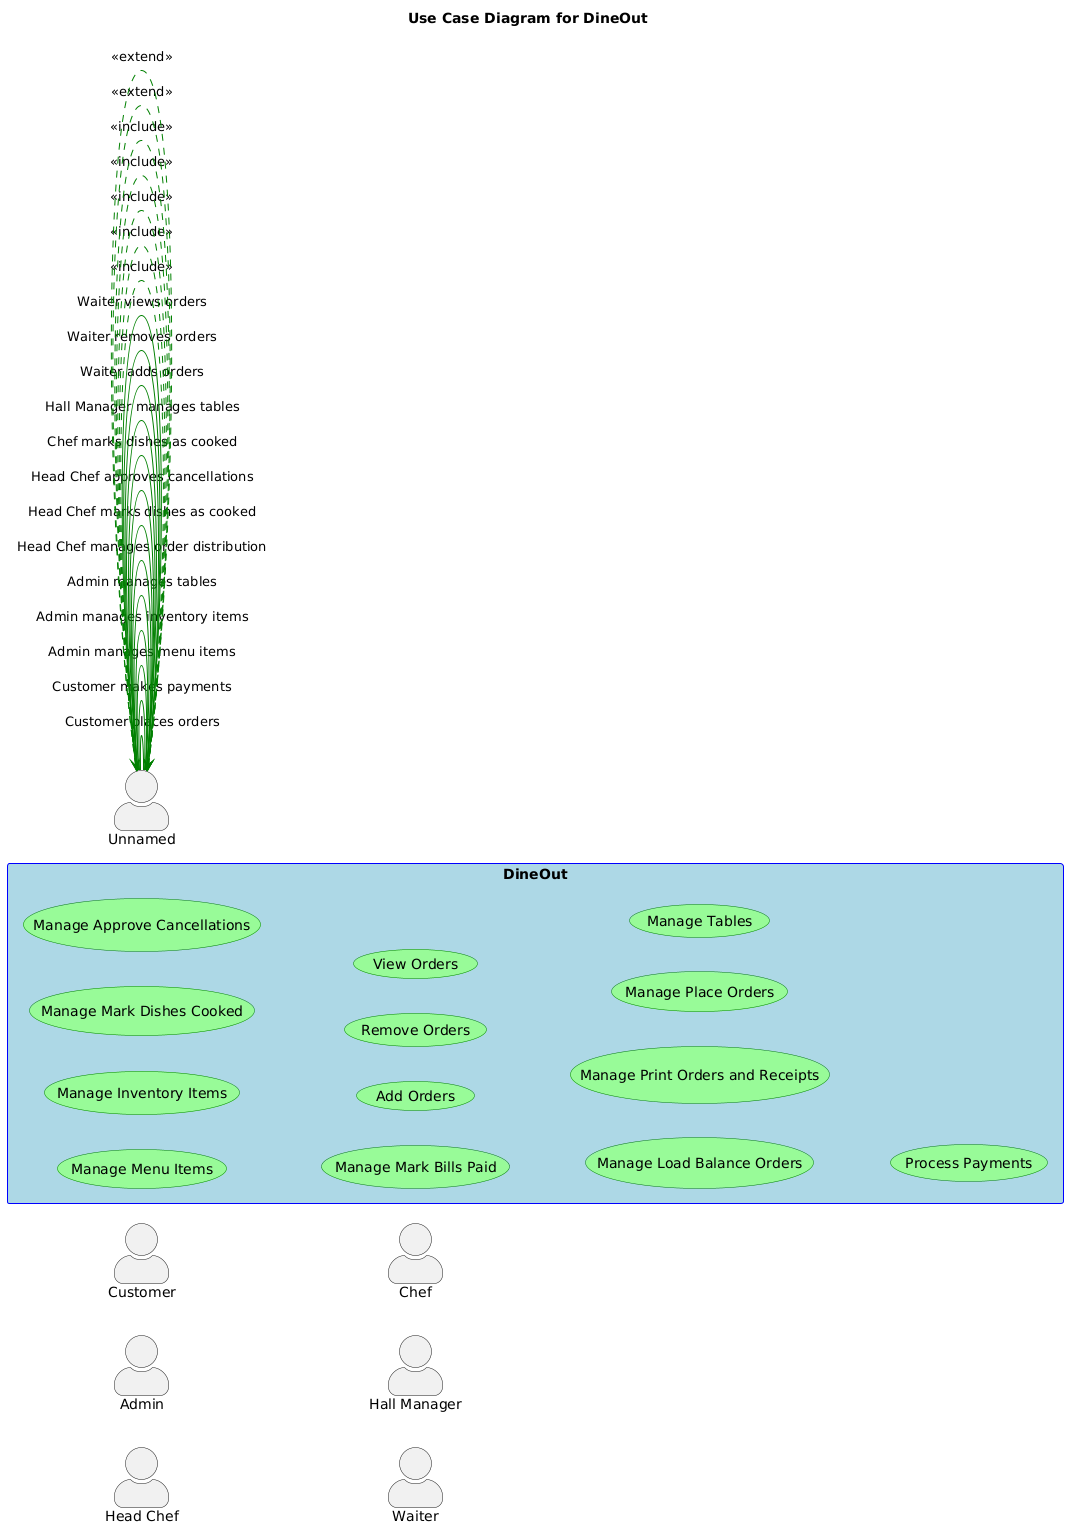 Use Case Diagram for DineOut
«extend»
«extend»
«include»
«include»
«include»
«include»
«include»
Waiter views orders
Waiter removes orders
Waiter adds orders
Hall Manager manages tables
Chef marks dishes as cooked
Head Chef approves cancellations
Head Chef marks dishes as cooked
Head Chef manages order distribution
Admin manages tables
Admin manages inventory items
Admin manages menu items
Customer makes payments
Customer places orders
Unnamed
DineOut
Manage Approve Cancellations
Manage Mark Dishes Cooked
Manage Inventory Items
Manage Menu Items
View Orders
Remove Orders
Add Orders
Manage Mark Bills Paid
Manage Tables
Manage Place Orders
Manage Print Orders and Receipts
Manage Load Balance Orders
Process Payments
Customer
Chef
Admin
Hall Manager
Head Chef
Waiter